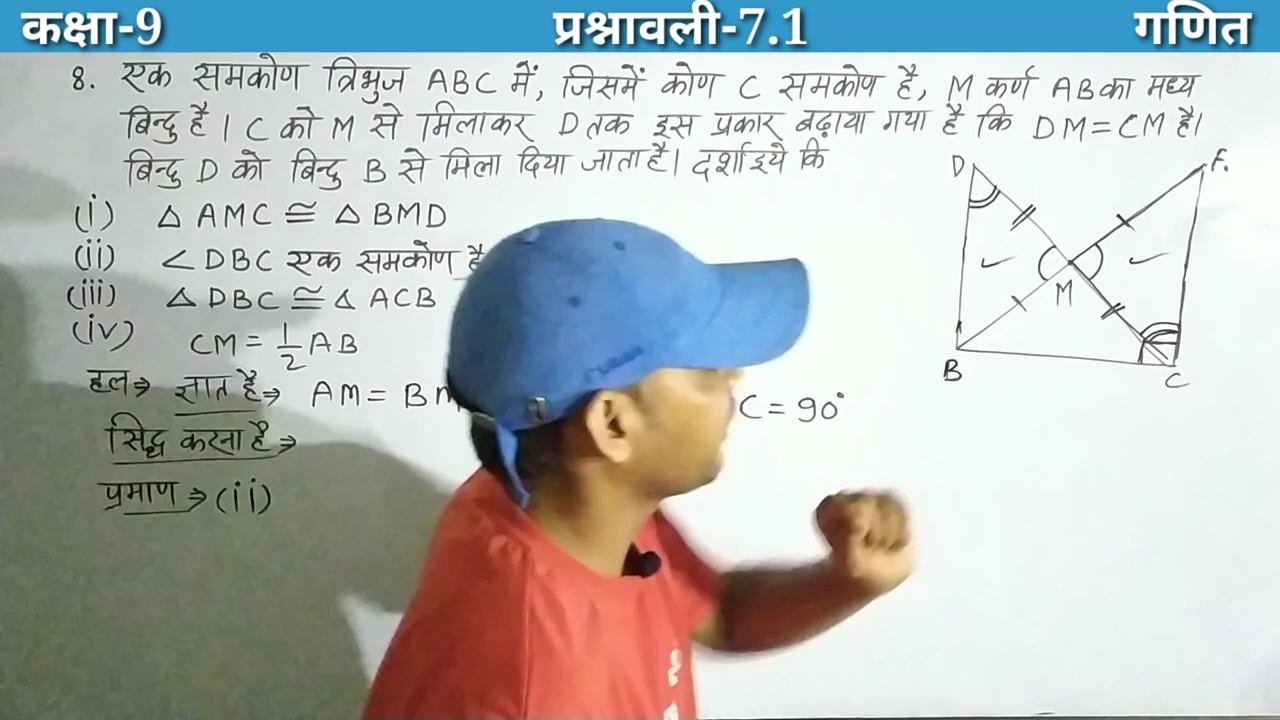 कक्षा-9 प्रश्नावली-7.1 गणित
8. एक समकोण त्रिभुज ABC में, जिसमें कोण C समकोण है, M कर्ण AB का मध्य
बिन्दु है। C को M से मिलाकर D तक इस प्रकार बढ़ाया गया है कि DM=CM है।
बिन्दु D को बिन्दु B से मिला दिया जाता है। दर्शाइये कि
(i) △AMC ≅ △BMD
(ii) ∠DBC एक समकोण है
(iii) △DBC ≅ △ACB
(iv) CM = 1/2 AB
हल⇒ ज्ञात है⇒ AM = BM C = 90°
सिद्ध करना है⇒
प्रमाण⇒ (ii)
D
M
B
C